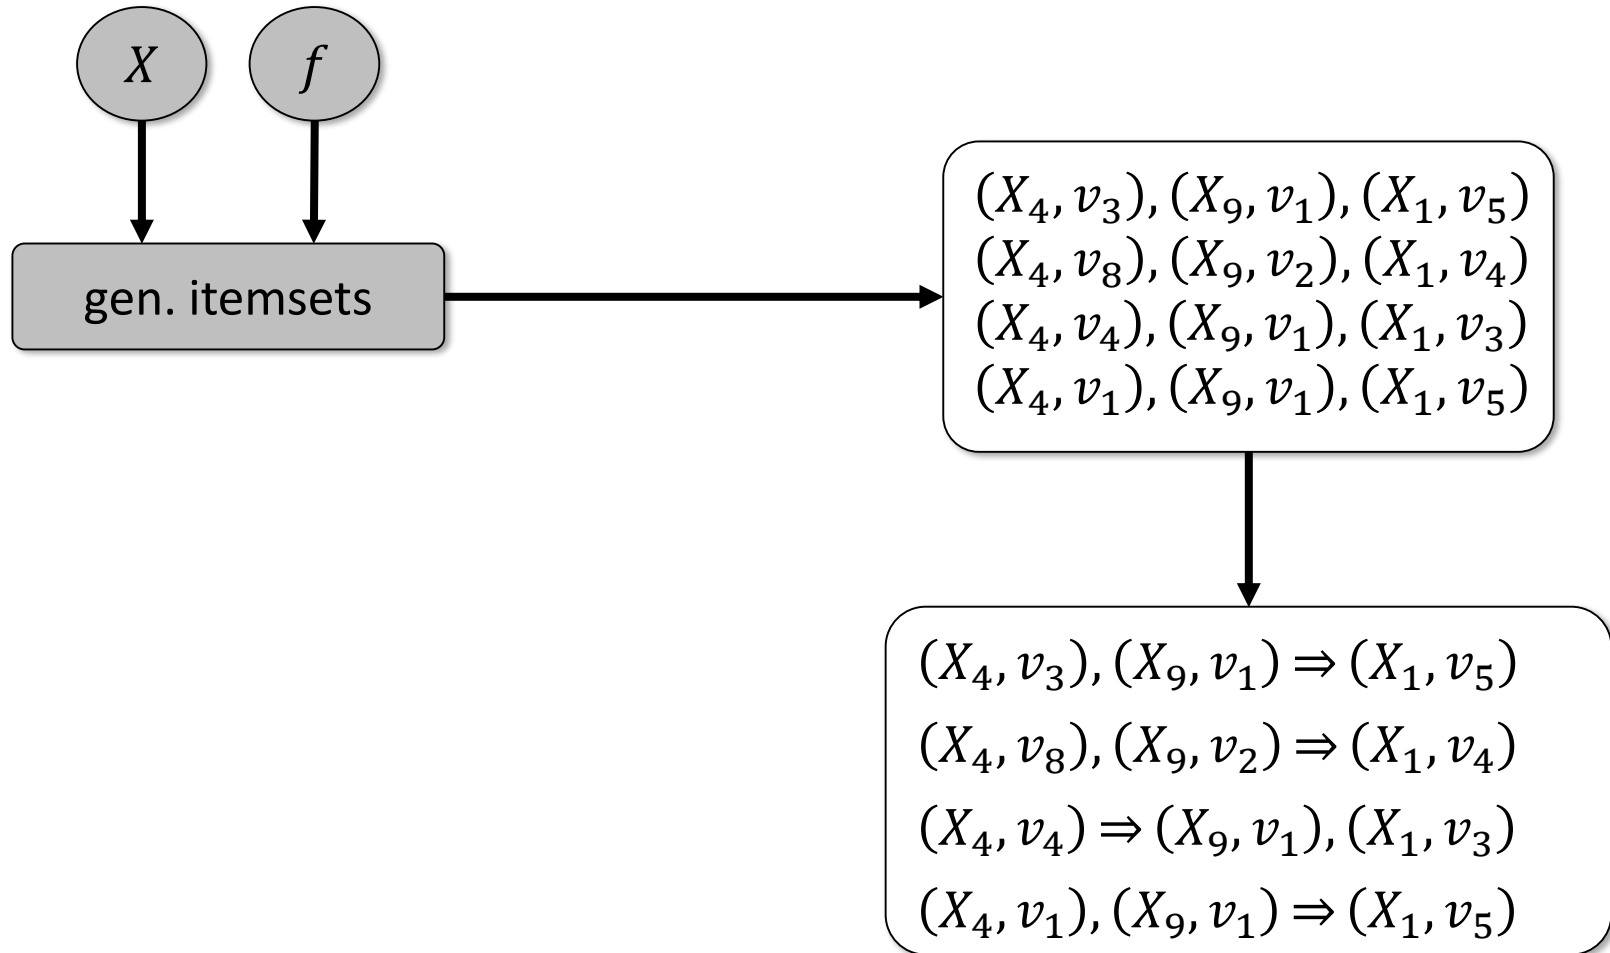 X
f
gen. itemsets
(X₄, v₃), (X₉, v₁), (X₁, v₅)
(X₄, v₈), (X₉, v₂), (X₁, v₄)
(X₄, v₄), (X₉, v₁), (X₁, v₃)
(X₄, v₁), (X₉, v₁), (X₁, v₅)
(X₄, v₃), (X₉, v₁) ⇒ (X₁, v₅)
(X₄, v₈), (X₉, v₂) ⇒ (X₁, v₄)
(X₄, v₄) ⇒ (X₉, v₁), (X₁, v₃)
(X₄, v₁), (X₉, v₁) ⇒ (X₁, v₅)